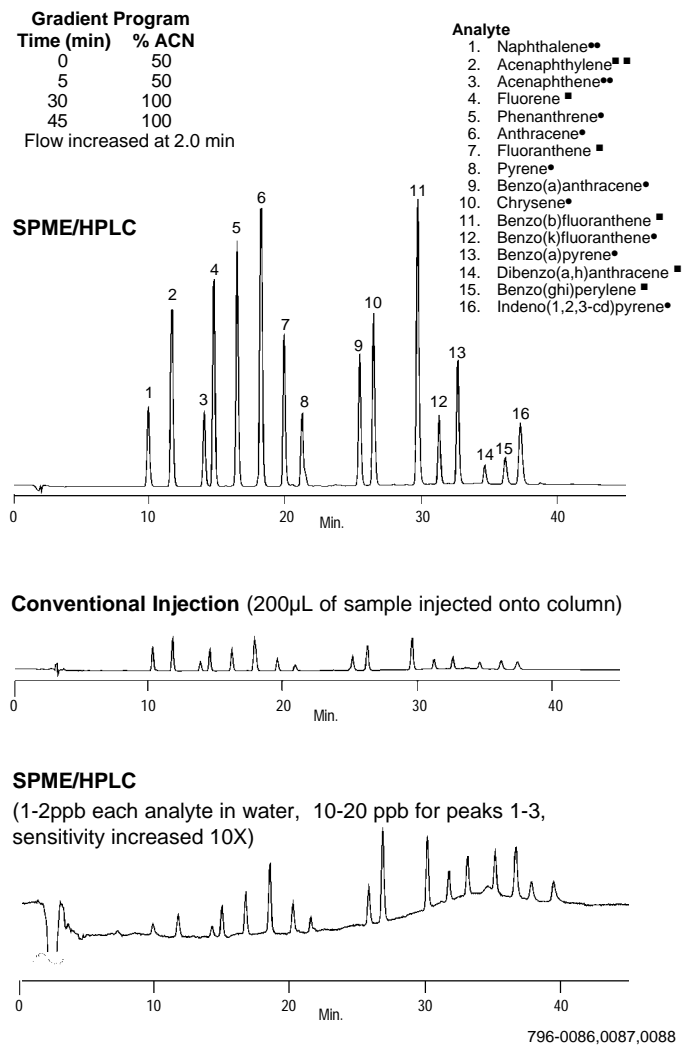 Gradient Program
Time (min) % ACN
0 50
5 50
30 100
45 100
Flow increased at 2.0 min
Analyte
1. Naphthalene●●
2. Acenaphthylene■ ■
3. Acenaphthene●●
4. Fluorene ■
5. Phenanthrene●
6. Anthracene●
7. Fluoranthene ■
8. Pyrene●
9. Benzo(a)anthracene●
10. Chrysene●
11. Benzo(b)fluoranthene ■
12. Benzo(k)fluoranthene●
13. Benzo(a)pyrene●
14. Dibenzo(a,h)anthracene ■
15. Benzo(ghi)perylene ■
16. Indeno(1,2,3-cd)pyrene●
SPME/HPLC
1 2 3 4 5 6 7 8 9 10 11 12 13 14 15 16
0 10 20 30 40
Min.
Conventional Injection (200µL of sample injected onto column)
0 10 20 30 40
Min.
SPME/HPLC
(1-2ppb each analyte in water, 10-20 ppb for peaks 1-3,
sensitivity increased 10X)
0 10 20 30 40
Min.
796-0086,0087,0088